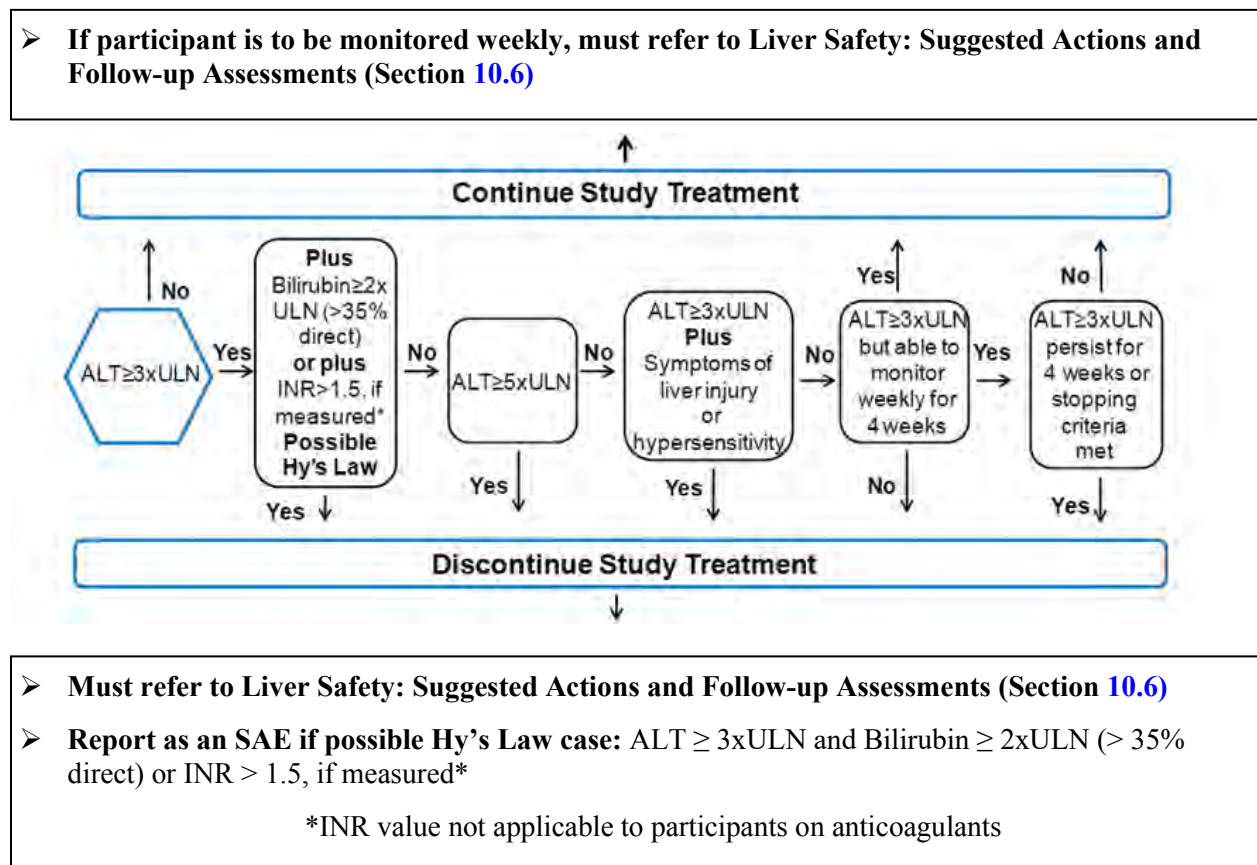 ➢ If participant is to be monitored weekly, must refer to Liver Safety: Suggested Actions and
Follow-up Assessments (Section 10.6)
Continue Study Treatment
No
ALT≥3xULN
Yes
Plus
Bilirubin≥2x
ULN (>35%
direct)
or plus
INR>1.5, if
measured*
Possible
Hy's Law
Yes
No
ALT≥5xULN
Yes
No
ALT≥3xULN
Plus
Symptoms of
liver injury
or
hypersensitivity
Yes
No
Yes
ALT≥3xULN
but able to
monitor
weekly for
4 weeks
No
Yes
No
ALT≥3xULN
persist for
4 weeks or
stopping
criteria
met
Yes
Discontinue Study Treatment
➢ Must refer to Liver Safety: Suggested Actions and Follow-up Assessments (Section 10.6)
➢ Report as an SAE if possible Hy's Law case: ALT ≥ 3xULN and Bilirubin ≥ 2xULN (> 35%
direct) or INR > 1.5, if measured*
*INR value not applicable to participants on anticoagulants